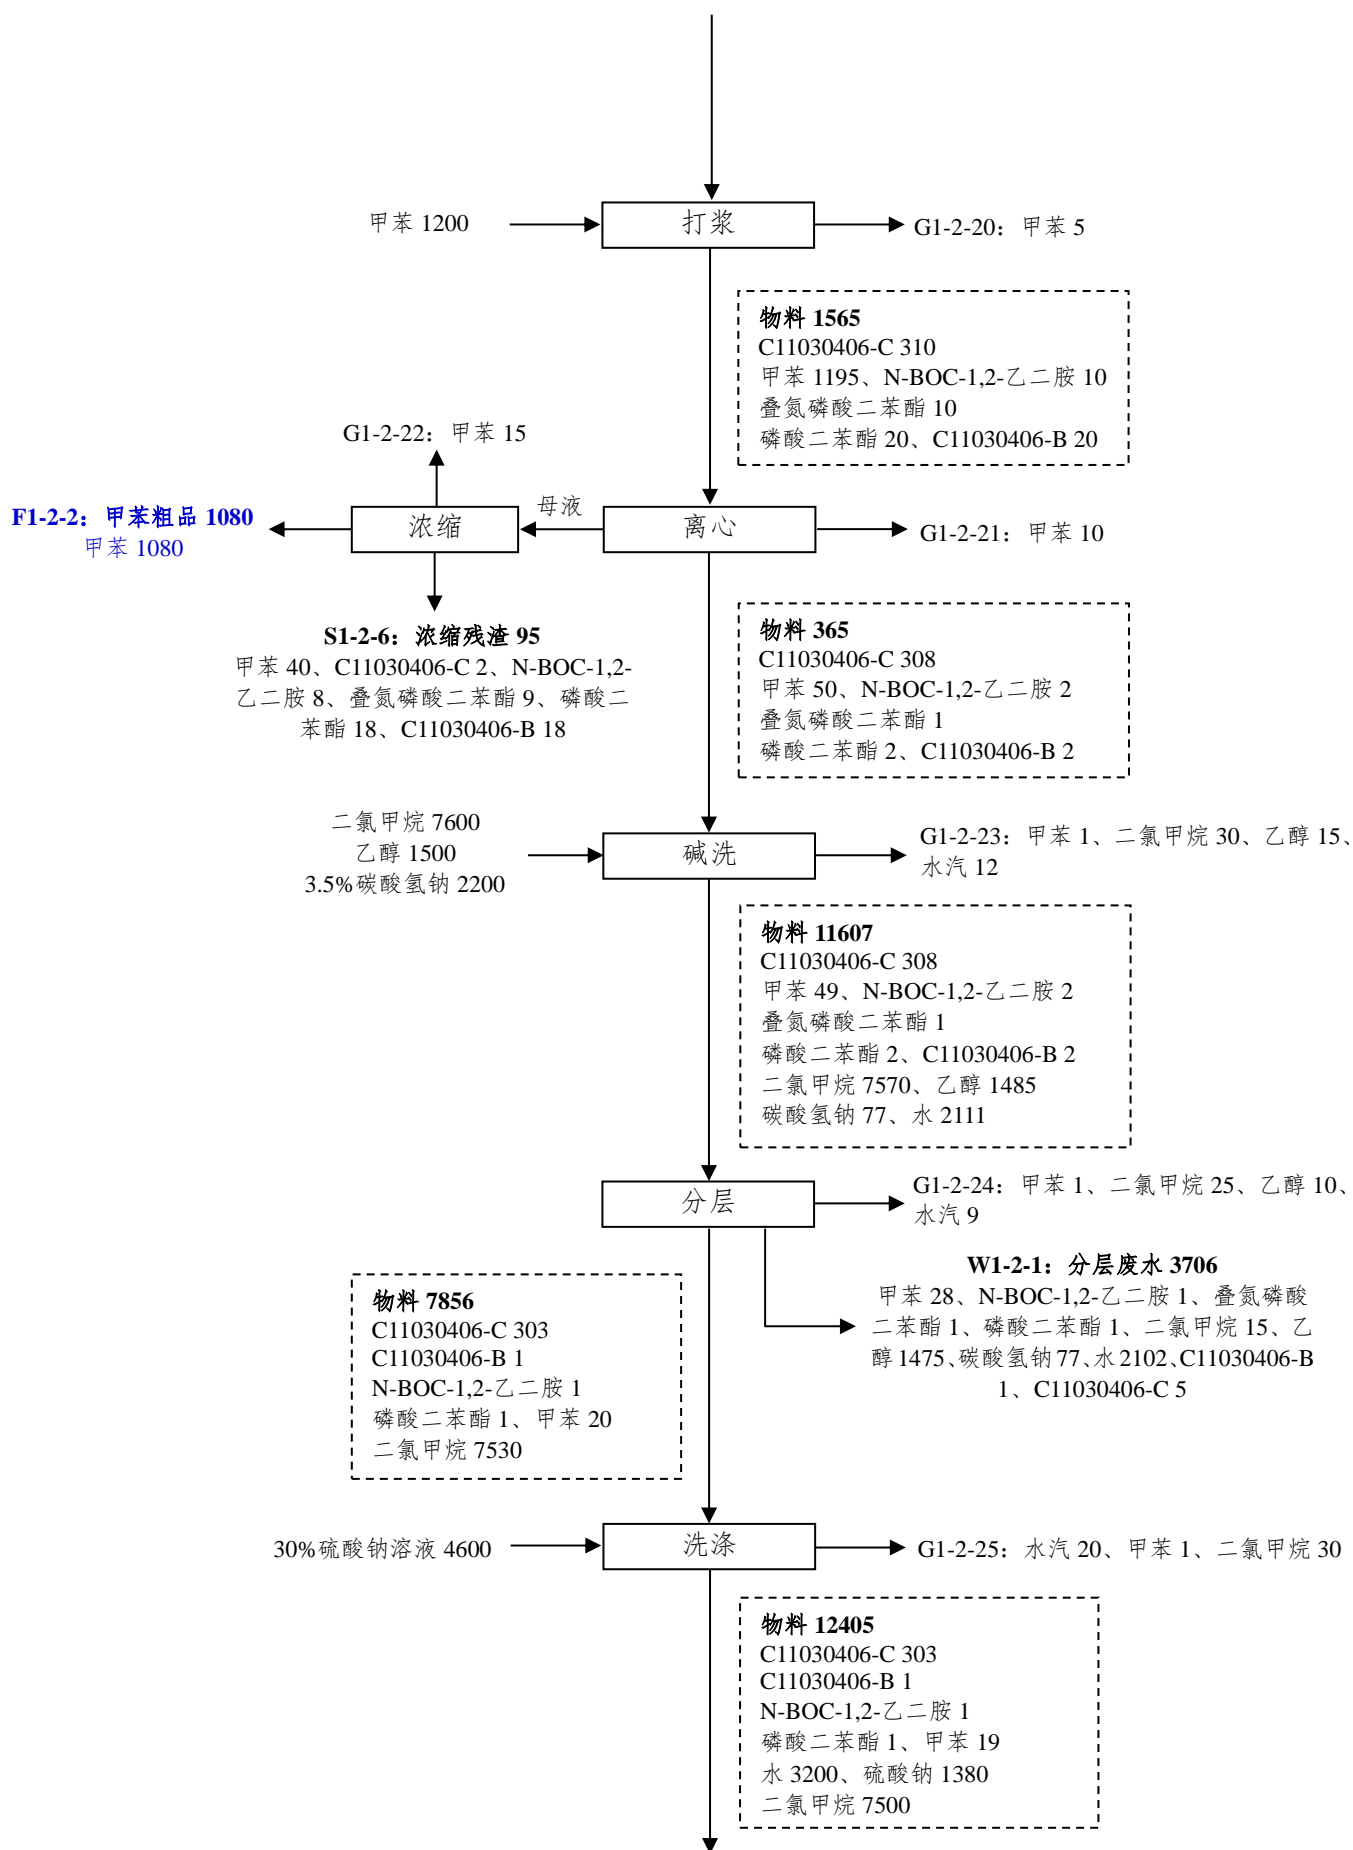 甲苯 1200
打浆
G1-2-20：甲苯 5
物料 1565
C11030406-C 310
甲苯 1195、N-BOC-1,2-乙二胺 10
叠氮磷酸二苯酯 10
磷酸二苯酯 20、C11030406-B 20
G1-2-22：甲苯 15
F1-2-2：甲苯粗品 1080
甲苯 1080
浓缩
母液
离心
G1-2-21：甲苯 10
S1-2-6：浓缩残渣 95
甲苯 40、C11030406-C 2、N-BOC-1,2-
乙二胺 8、叠氮磷酸二苯酯 9、磷酸二
苯酯 18、C11030406-B 18
物料 365
C11030406-C 308
甲苯 50、N-BOC-1,2-乙二胺 2
叠氮磷酸二苯酯 1
磷酸二苯酯 2、C11030406-B 2
二氯甲烷 7600
乙醇 1500
3.5%碳酸氢钠 2200
碱洗
G1-2-23：甲苯 1、二氯甲烷 30、乙醇 15、
水汽 12
物料 11607
C11030406-C 308
甲苯 49、N-BOC-1,2-乙二胺 2
叠氮磷酸二苯酯 1
磷酸二苯酯 2、C11030406-B 2
二氯甲烷 7570、乙醇 1485
碳酸氢钠 77、水 2111
分层
G1-2-24：甲苯 1、二氯甲烷 25、乙醇 10、
水汽 9
W1-2-1：分层废水 3706
甲苯 28、N-BOC-1,2-乙二胺 1、叠氮磷酸
二苯酯 1、磷酸二苯酯 1、二氯甲烷 15、乙
醇 1475、碳酸氢钠 77、水 2102、C11030406-B
1、C11030406-C 5
物料 7856
C11030406-C 303
C11030406-B 1
N-BOC-1,2-乙二胺 1
磷酸二苯酯 1、甲苯 20
二氯甲烷 7530
30%硫酸钠溶液 4600
洗涤
G1-2-25：水汽 20、甲苯 1、二氯甲烷 30
物料 12405
C11030406-C 303
C11030406-B 1
N-BOC-1,2-乙二胺 1
磷酸二苯酯 1、甲苯 19
水 3200、硫酸钠 1380
二氯甲烷 7500